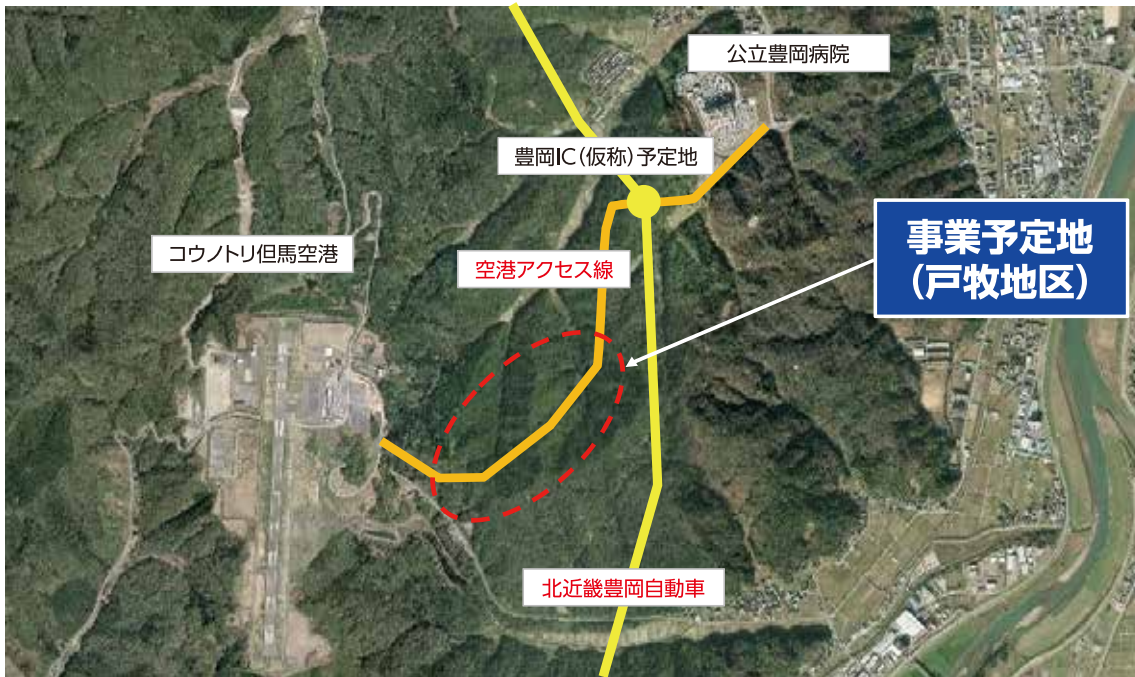 公立豊岡病院
豊岡IC(仮称)予定地
コウノトリ但馬空港
空港アクセス線
事業予定地
(戸牧地区)
北近畿豊岡自動車